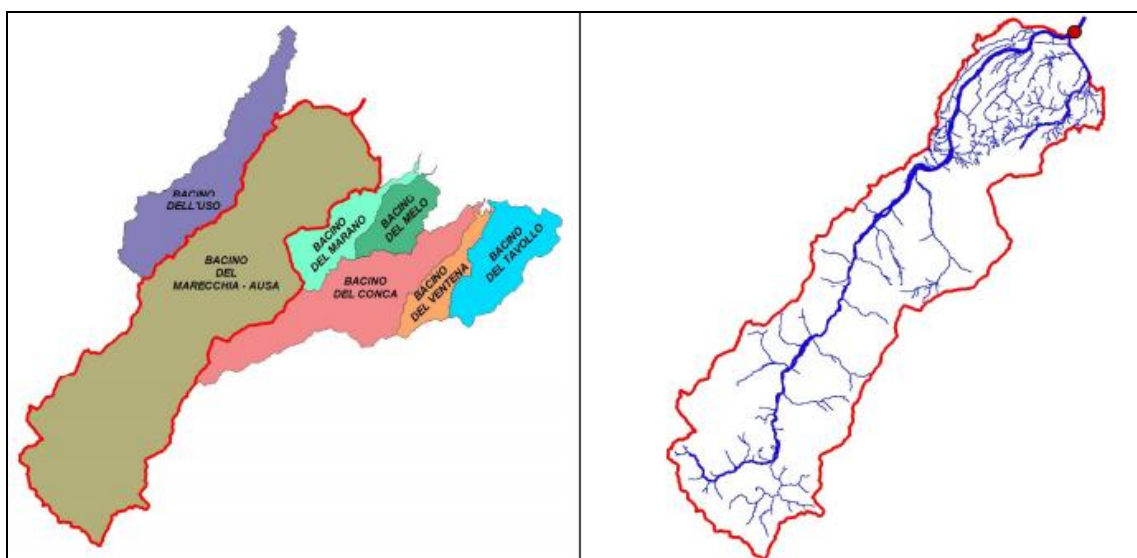 BACINO
DELL'USO
BACINO
DEL
MARECCHIA - AUSA
BACINO
DEL MARANO
BACINO
DEL MELO
BACINO
DEL CONCA
BACINO
DEL VENTENA
BACINO
DEL TAVOLLO